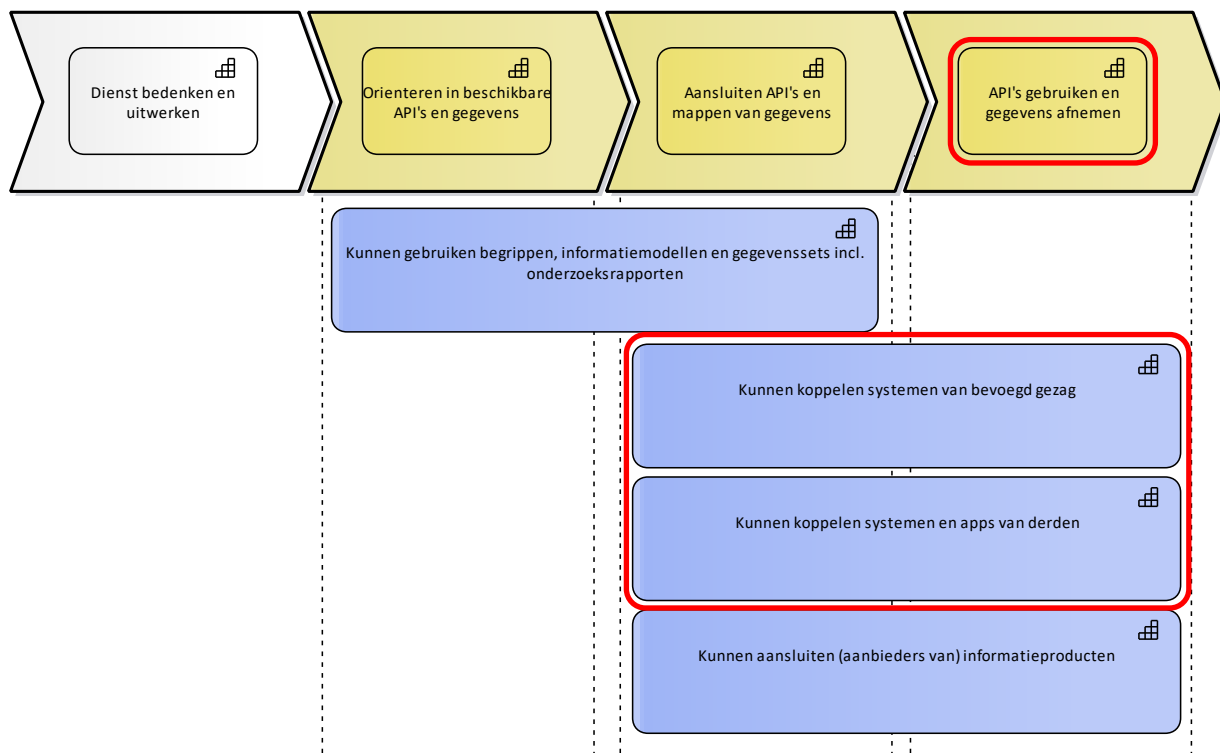 Dienst bedenken en
uitwerken
Orienteren in beschikbare
API's en gegevens
Aansluiten API's en
mappen van gegevens
API's gebruiken en
gegevens afnemen
Kunnen gebruiken begrippen, informatiemodellen en gegevenssets incl.
onderzoeksrapporten
Kunnen koppelen systemen van bevoegd gezag
Kunnen koppelen systemen en apps van derden
Kunnen aansluiten (aanbieders van) informatieproducten